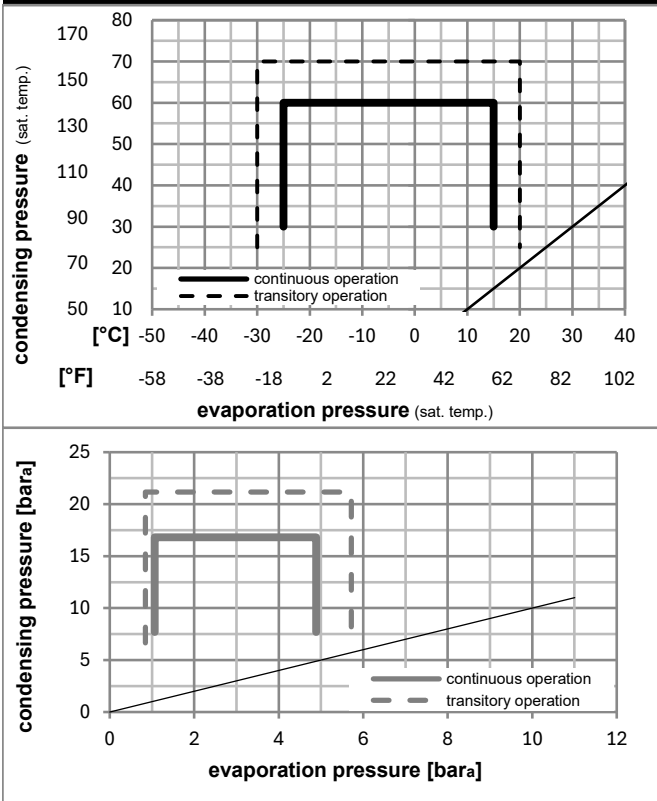 condensing pressure (sat. temp.)
170
150
130
110
90
70
50
80
70
60
50
40
30
20
10
continuous operation
transitory operation
[°C] -50 -40 -30 -20 -10 0 10 20 30 40
[°F] -58 -38 -18 2 22 42 62 82 102
evaporation pressure (sat. temp.)
condensing pressure [bara]
25
20
15
10
5
0
continuous operation
transitory operation
0 2 4 6 8 10 12
evaporation pressure [bara]